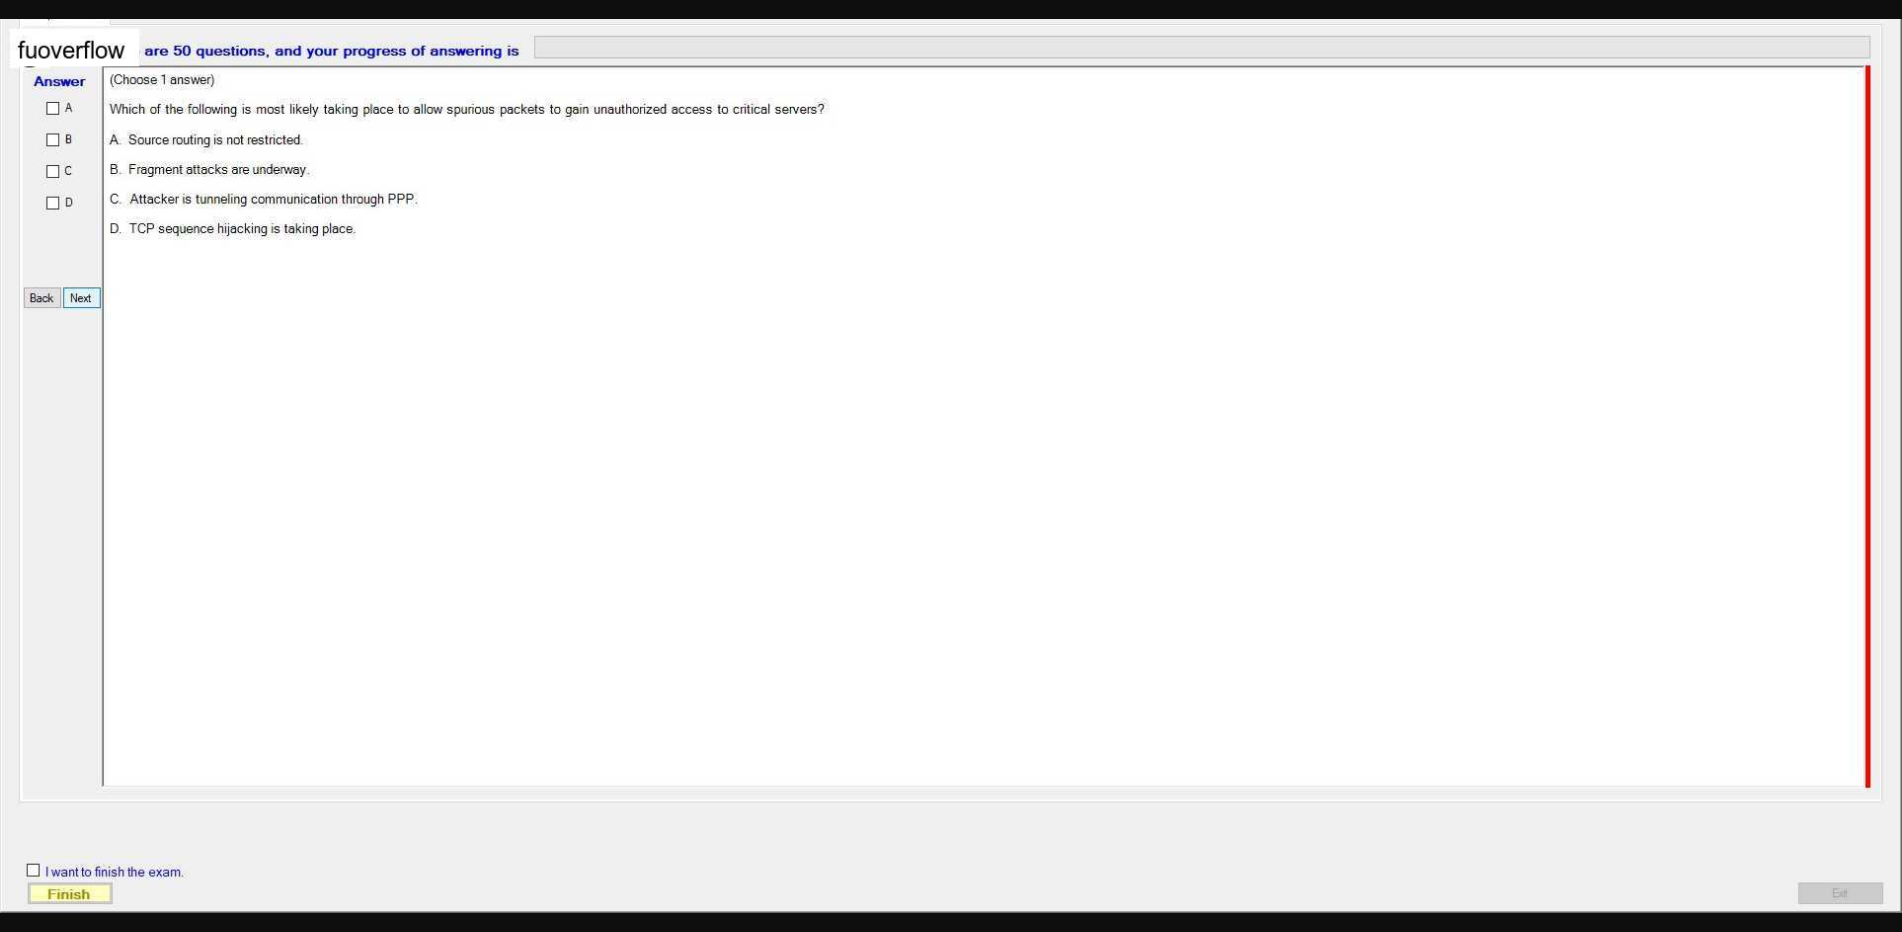 fuoverflow are 50 questions, and your progress of answering is
Answer
(Choose 1 answer)
A
Which of the following is most likely taking place to allow spurious packets to gain unauthorized access to critical servers?
B
A. Source routing is not restricted.
C
B. Fragment attacks are underway.
D
C. Attacker is tunneling communication through PPP.
D. TCP sequence hijacking is taking place.
Back Next
I want to finish the exam.
Finish
Exit